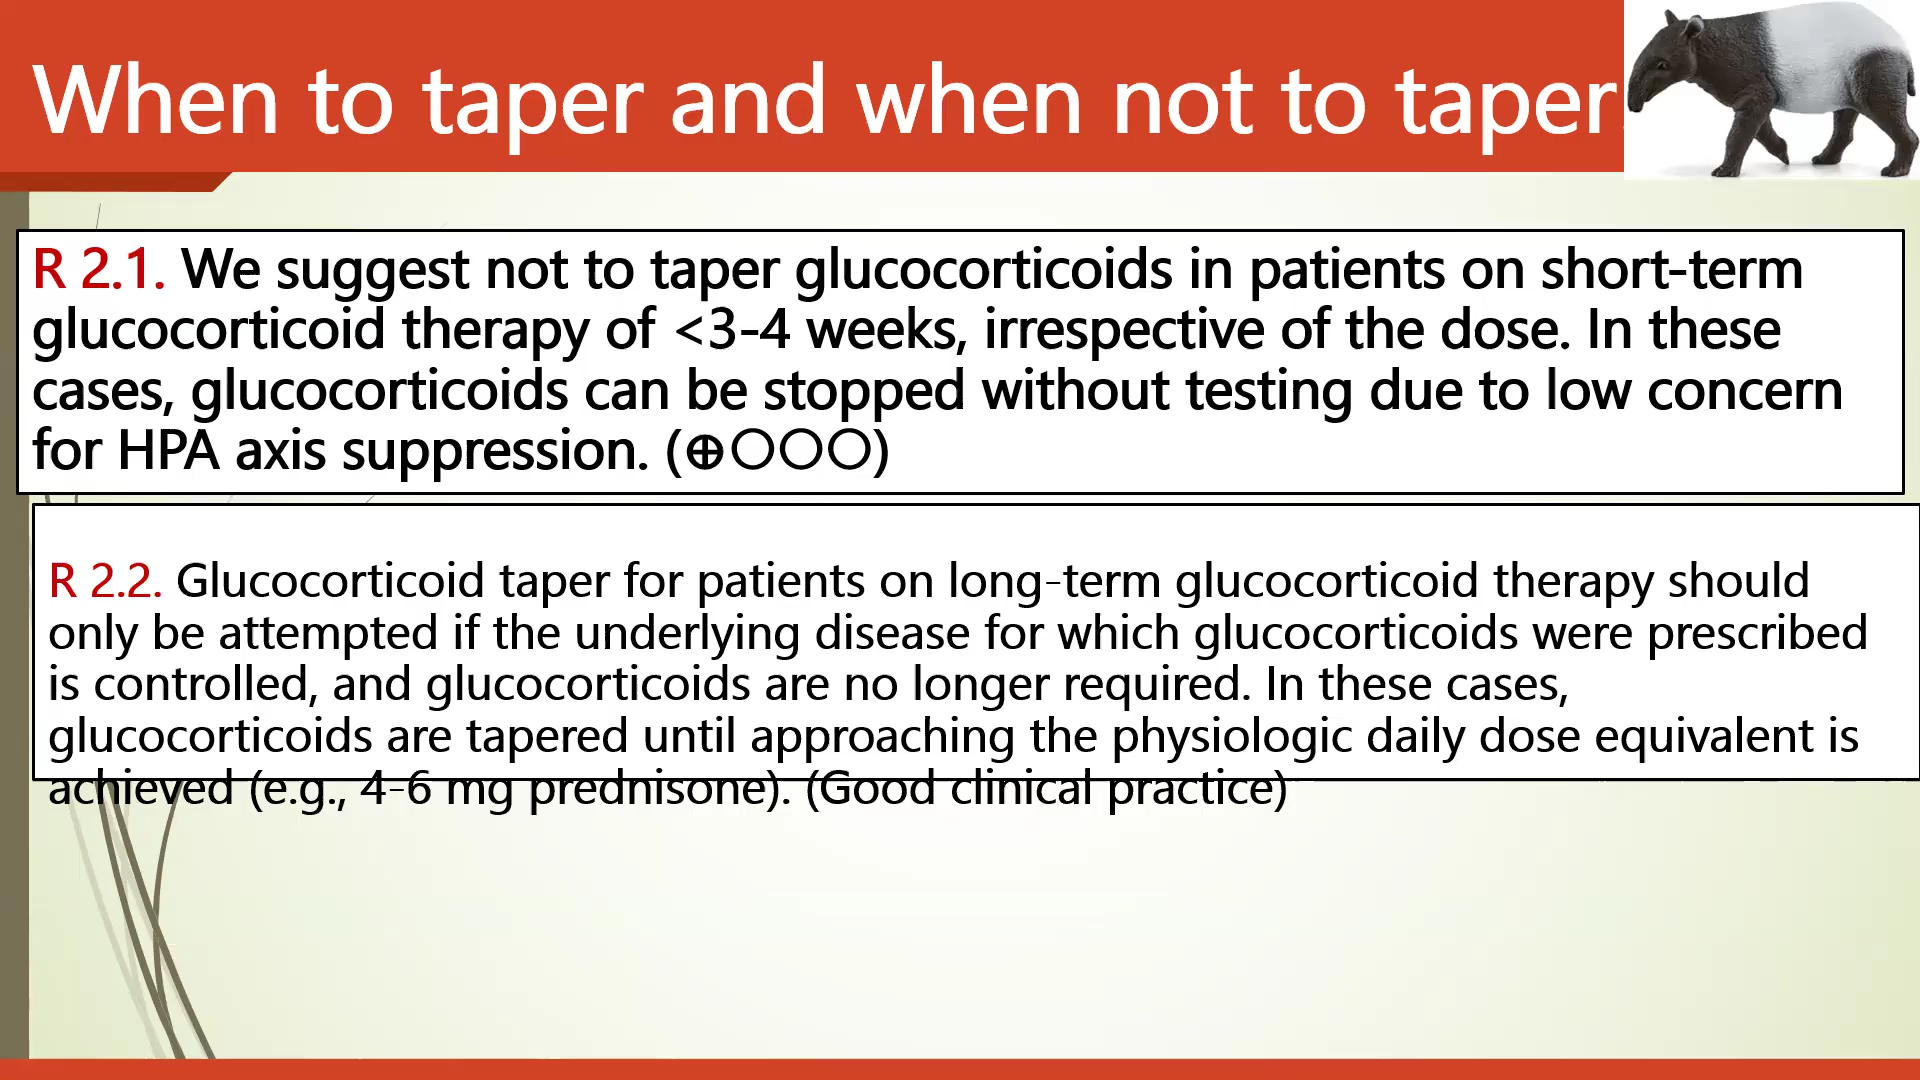 When to taper and when not to taper
R 2.1. We suggest not to taper glucocorticoids in patients on short-term
glucocorticoid therapy of <3-4 weeks, irrespective of the dose. In these
cases, glucocorticoids can be stopped without testing due to low concern
for HPA axis suppression. (⊕〇〇〇)
R 2.2. Glucocorticoid taper for patients on long-term glucocorticoid therapy should
only be attempted if the underlying disease for which glucocorticoids were prescribed
is controlled, and glucocorticoids are no longer required. In these cases,
glucocorticoids are tapered until approaching the physiologic daily dose equivalent is
achieved (e.g., 4-6 mg prednisone). (Good clinical practice)